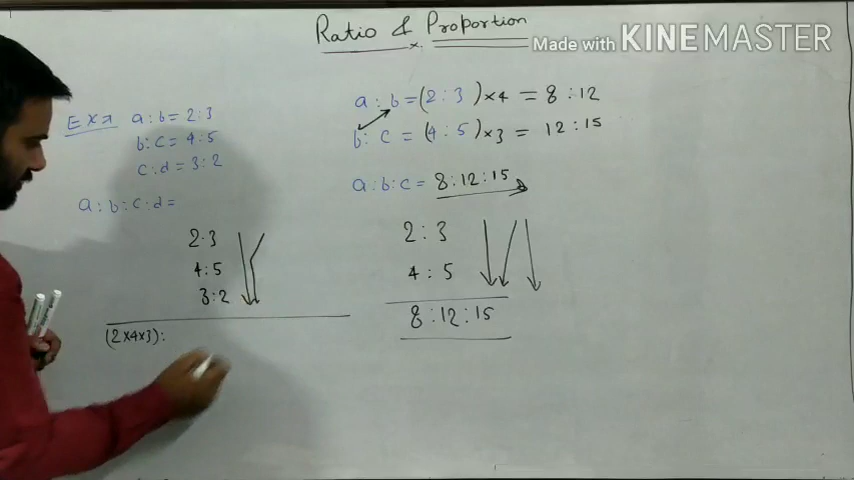 Ratio & Proportion
Made with KINEMASTER
Ex⇒ a:b = 2:3
b:c = 4:5
c:d = 3:2
a:b:c:d =
2:3
4:5
3:2
(2×4×3):
a:b = (2:3)×4 = 8:12
b:c = (4:5)×3 = 12:15
a:b:c = 8:12:15
2:3
4:5
8:12:15